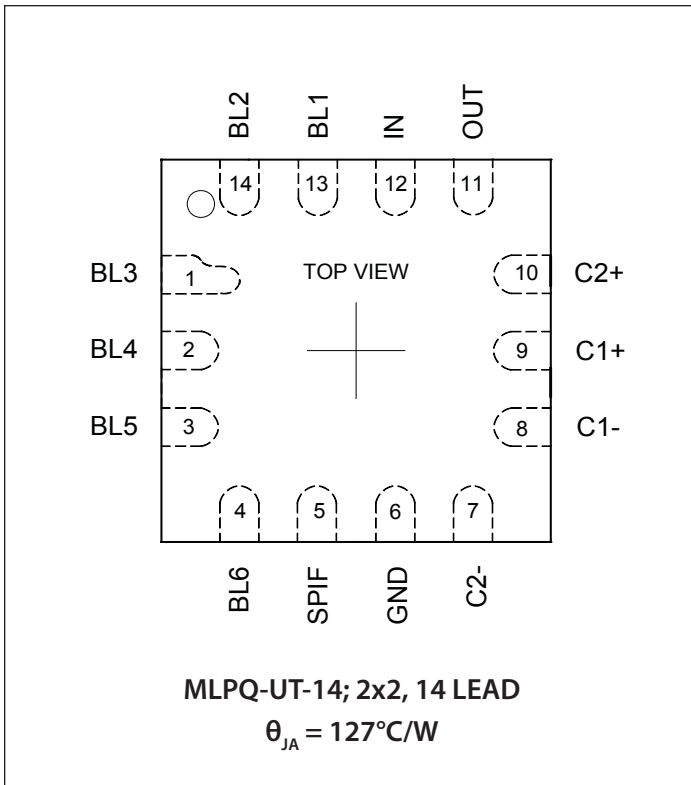 BL2 BL1 IN OUT
14 13 12 11
BL3 1 TOP VIEW 10 C2+
BL4 2 9 C1+
BL5 3 8 C1-
4 5 6 7
BL6 SPIF GND C2-
MLPQ-UT-14; 2x2, 14 LEAD
θJA = 127°C/W